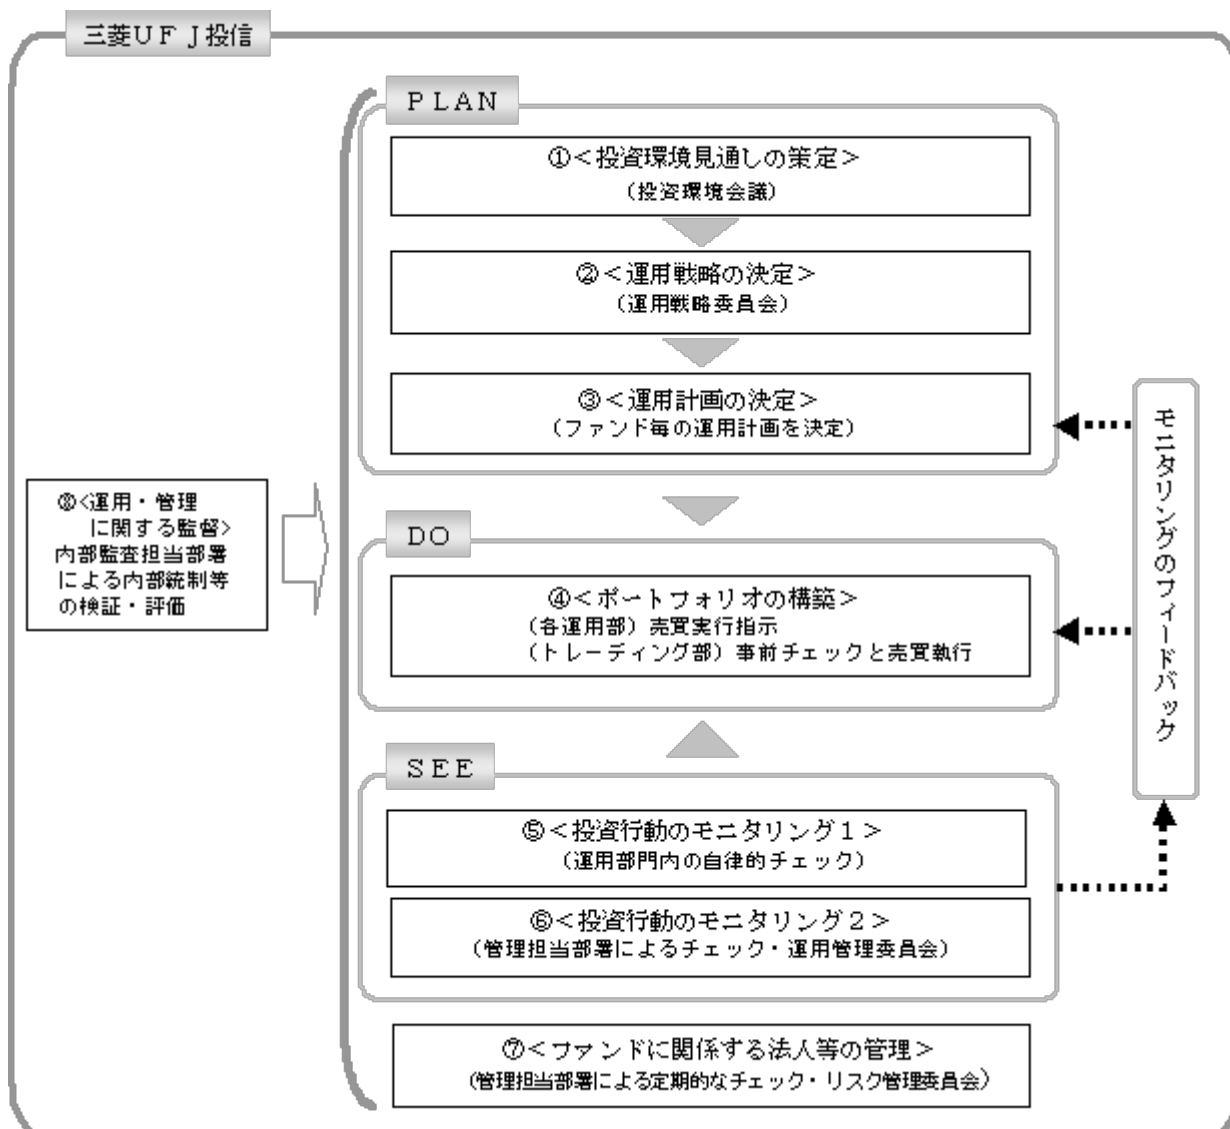 三菱ＵＦＪ投信
ＰＬＡＮ
①＜投資環境見通しの策定＞
（投資環境会議）
②＜運用戦略の決定＞
（運用戦略委員会）
③＜運用計画の決定＞
（ファンド毎の運用計画を決定）
⑧<運用・管理
に関する監督>
内部監査担当部署
による内部統制等
の検証・評価
ＤＯ
④＜ポートフォリオの構築＞
（各運用部）売買実行指示
（トレーディング部）事前チェックと売買執行
ＳＥＥ
⑤＜投資行動のモニタリング１＞
（運用部門内の自律的チェック）
⑥＜投資行動のモニタリング２＞
（管理担当部署によるチェック・運用管理委員会）
⑦＜ファンドに関係する法人等の管理＞
（管理担当部署による定期的なチェック・リスク管理委員会）
モニタリングのフィードバック